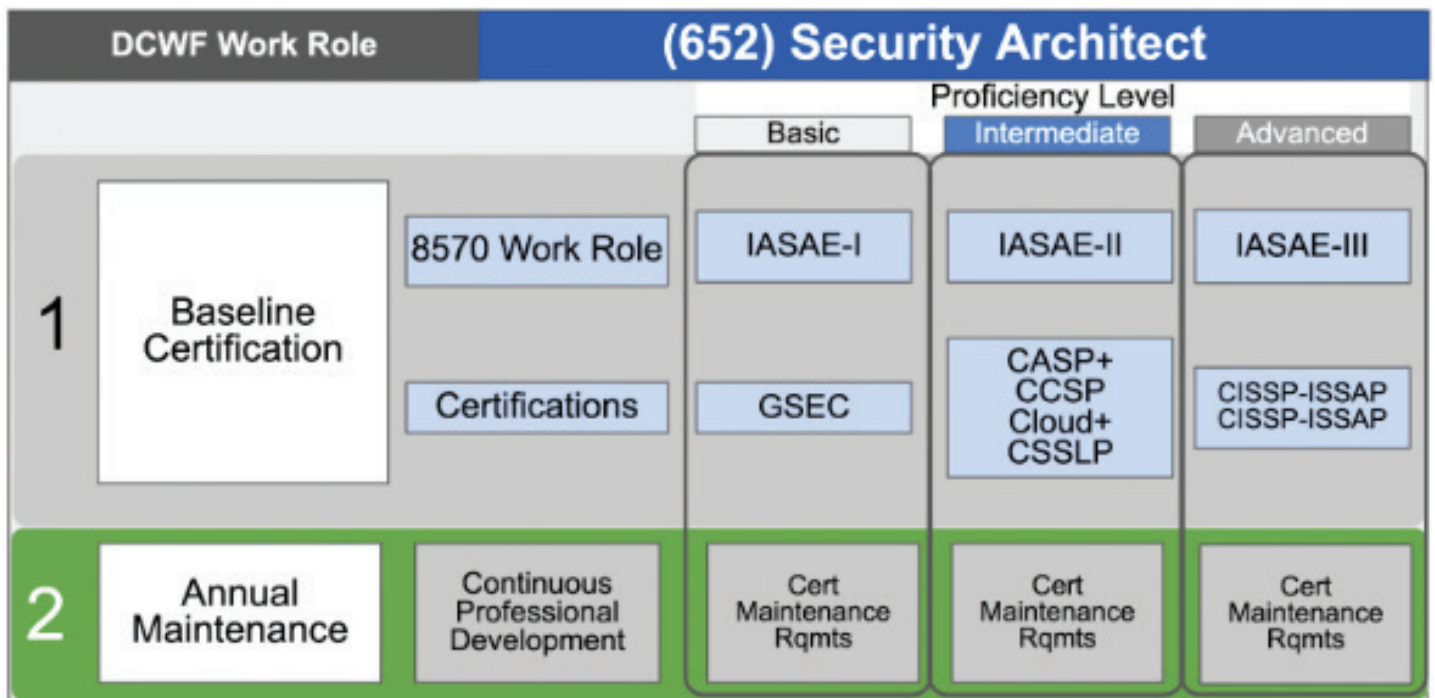 DCWF Work Role
(652) Security Architect
Proficiency Level
Basic
Intermediate
Advanced
1
Baseline
Certification
8570 Work Role
IASAE-I
IASAE-II
IASAE-III
Certifications
GSEC
CASP+
CCSP
Cloud+
CSSLP
CISSP-ISSAP
CISSP-ISSAP
2
Annual
Maintenance
Continuous
Professional
Development
Cert
Maintenance
Rqmts
Cert
Maintenance
Rqmts
Cert
Maintenance
Rqmts